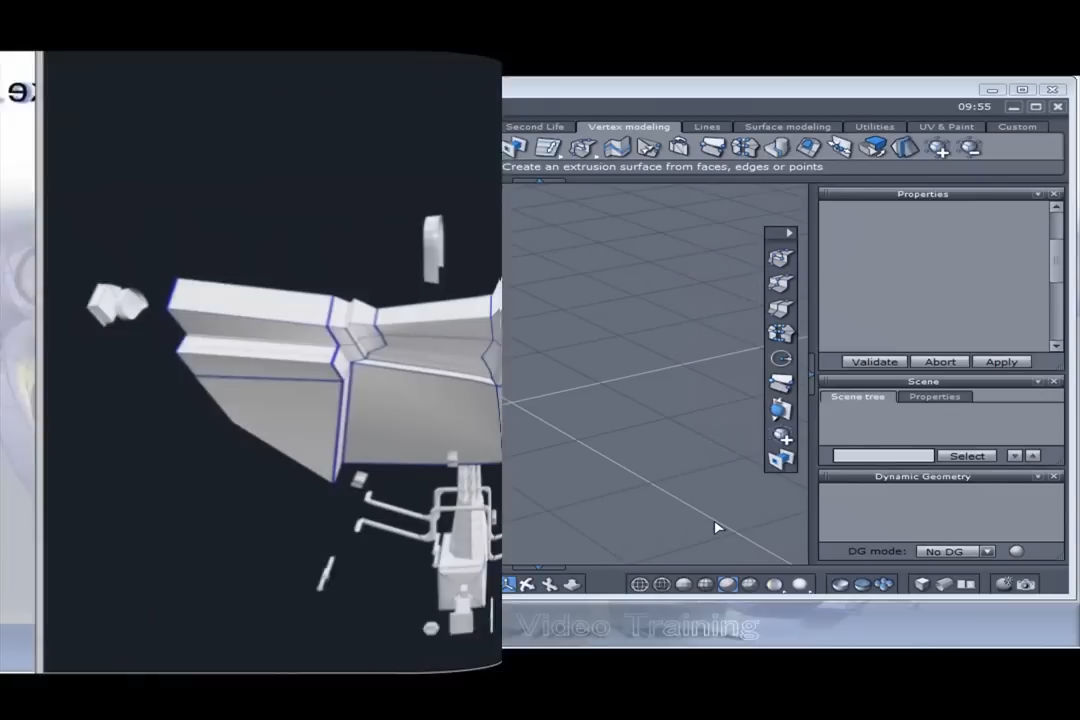 09:55
Second Life Vertex modeling Lines Surface modeling Utilities UV & Paint Custom
Create an extrusion surface from faces, edges or points
Properties
Validate Abort Apply
Scene
Scene tree Properties
Select
Dynamic Geometry
DG mode: No DG
Video Training